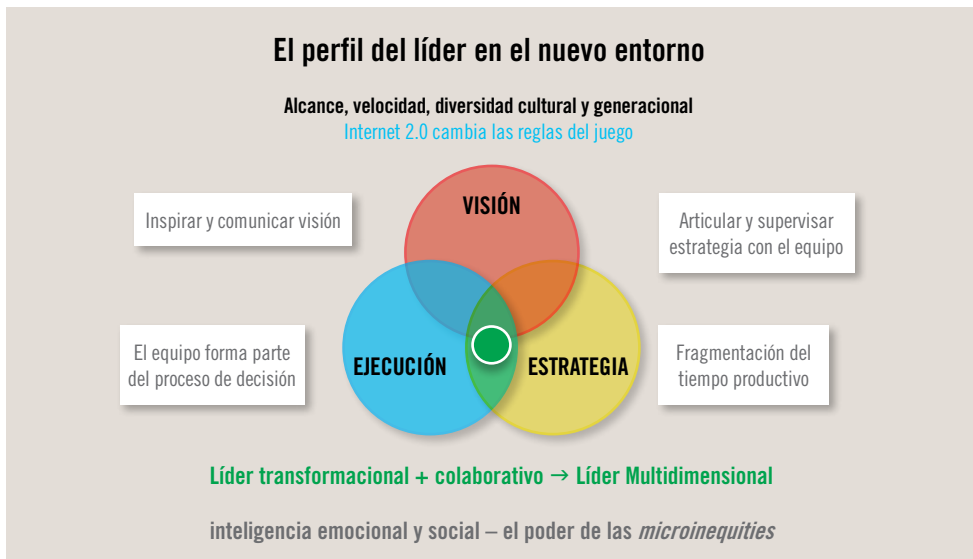 El perfil del líder en el nuevo entorno
Alcance, velocidad, diversidad cultural y generacional
Internet 2.0 cambia las reglas del juego
VISIÓN
Inspirar y comunicar visión
Articular y supervisar
estrategia con el equipo
El equipo forma parte
del proceso de decisión
EJECUCIÓN
ESTRATEGIA
Fragmentación del
tiempo productivo
Líder transformacional + colaborativo → Líder Multidimensional
inteligencia emocional y social – el poder de las microinequities